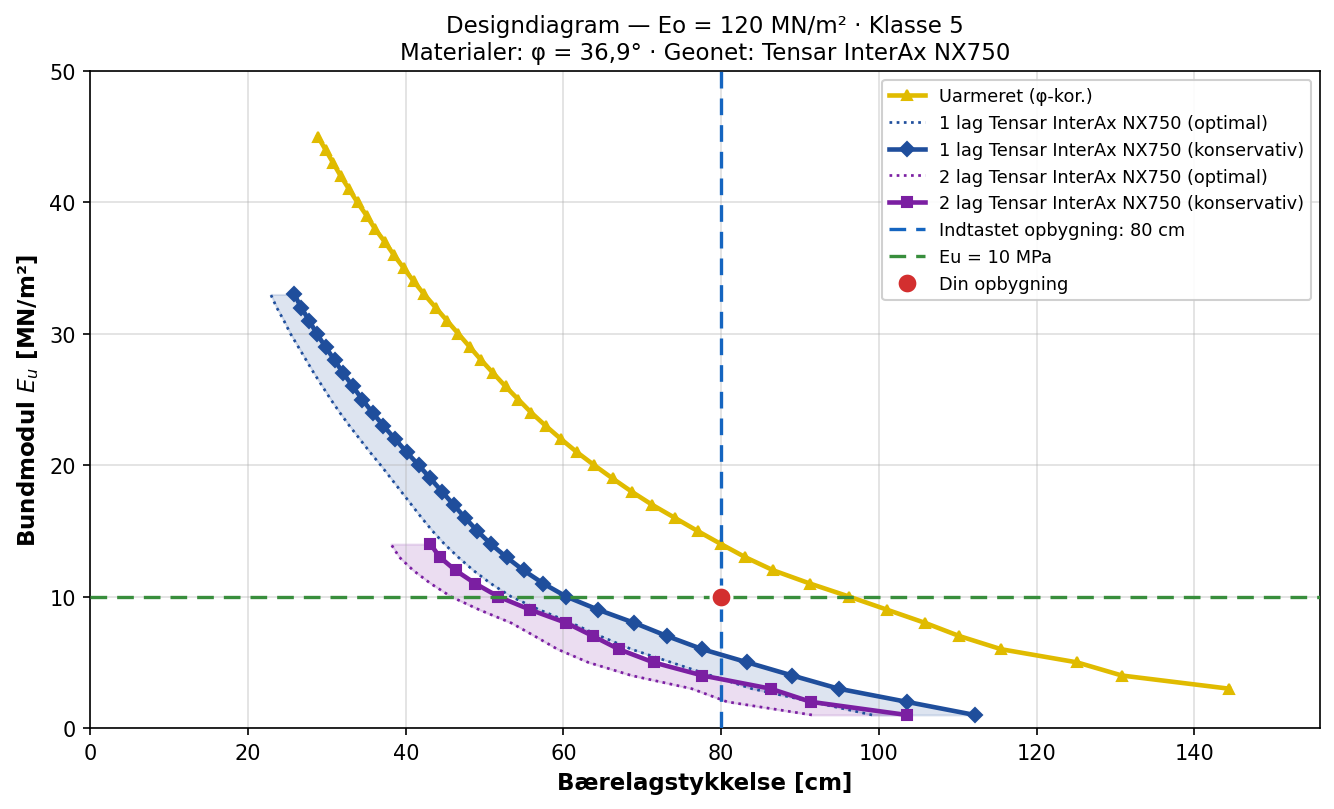 Designdiagram — Eo = 120 MN/m² · Klasse 5
Materialer: φ = 36,9° · Geonet: Tensar InterAx NX750
Bundmodul Eu [MN/m²]
50
40
30
20
10
0
Uarmeret (φ-kor.)
1 lag Tensar InterAx NX750 (optimal)
1 lag Tensar InterAx NX750 (konservativ)
2 lag Tensar InterAx NX750 (optimal)
2 lag Tensar InterAx NX750 (konservativ)
Indtastet opbygning: 80 cm
Eu = 10 MPa
Din opbygning
0 20 40 60 80 100 120 140
Bærelagstykkelse [cm]